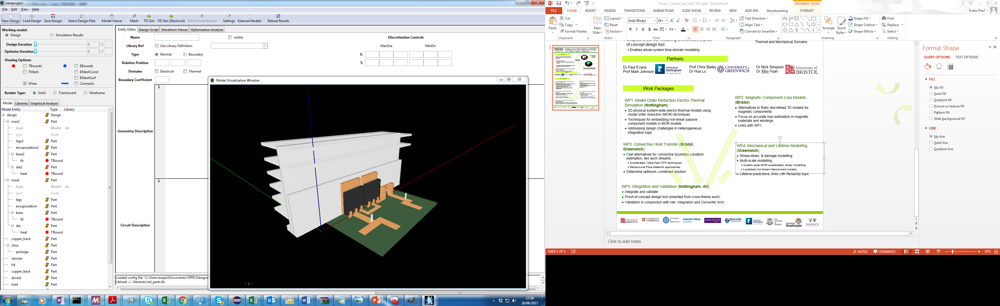 newproject
File Edit View Help
New Design Load Design Save Design Select Design Files Model Viewer Mesh TD Sim FD Sim (Electrical) Extract Impedances Settings External Models Reload Results
Working model:
Design Simulation Results
Design Iteration 0 /
Optimise Iteration 0 /
Viewing Options:
TBounds EBounds
TMesh EMeshCond
EMeshSurf
Wires Connects
Render Type: Solid Translucent Wireframe
Model Libraries Graphical Analysis
Model Entity Type Library
design Design
mos2 Part
heat Model idc
gnd Node
legs2 Part
encapsulation2 Part
base2 Part
tb TBound
die2 Part
heat TBound
mos1 Part
heat Model idc
gnd Node
legs Part
encapsulation Part
base Part
tb TBound
die Part
heat TBound
copper_track Part
cbus Part
package Part
vpower Part
fr4 Part
copper_back Part
driver1 Part
load Part
Entity Editor Design Script Waveform Viewer Optimisation Analysis
Name visible Discretisation Controls
Library Ref Use Library Definition MaxSize MinDiv
Type Normal Boundary E:
Relative Position T:
Domains Electrical Thermal
Boundary Coefficient
1
Geometry Description
1
Circuit Description
Model Visualisation Window
x y z
Loaded config file "C:\Users\ezzpe\Documents\VPPE\Designs
Libload ..\..\libraries\std_parts.lib
17:58
26/06/2017
Poster_CentreConf_2017_VP.pptx - PowerPoint
DRAWING TOOLS
FILE HOME INSERT DESIGN TRANSITIONS ANIMATIONS SLIDE SHOW REVIEW VIEW ADD-INS Storyboarding FORMAT
Evans Paul
Paste Cut Copy Format Painter
Clipboard
New Slide Layout Reset Section
Slides
Arial (Body) 24+
Font
Text Direction
Align Text
Convert to SmartArt
Paragraph
Arrange Quick Styles Shape Fill Shape Outline Shape Effects
Drawing
Find
Replace
Select
Editing
1
of concept design tool
Enables whole-system time-domain modelling
Thermal and Mechanical Domains
Partners
Dr Paul Evans
Prof Mark Johnson
University of Nottingham
Prof Chris Bailey
Dr Hua Lu
UNIVERSITY of GREENWICH
Dr Nick Simpson
Dr Xibo Yuan
University of BRISTOL
Work Packages
WP1: Model Order Reduction Electro-Thermal
Simulation (Nottingham)
3D-physical system-wide electro-thermal models using
model order reduction (MOR) techniques
Techniques for embedding non-linear passive
component models in MOR models
Addressing design challenges in Heterogeneous
Integration topic
WP2: Magnetic Component Loss Models
(Bristol)
Alternatives to finely discretised 3D models for
magnetic components
Focus on accurate loss estimation in magnetic
materials and windings
Links with WP1
WP3: Convective Heat Transfer (Bristol,
Greenwich)
Fast alternatives for convective boundary condition
estimation, two work streams:
Accelerated "Ultra-Fast CFD techniques
Behavioural Flow-Network approaches
Determine optimum, combined solution
WP4: Mechanical and Lifetime Modelling
(Greenwich)
Stress-strain, & damage modelling
Multi-scale modelling
System wide MOR accelerated, linear modelling
Localised non-linear interconnect models
Lifetime predictions, links with Reliability topic
WP5: Integration and Validation (Nottingham, All)
Integrate and validate
Proof-of-concept design tool (inherited from cross-theme work)
Validation in conjunction with Het. Integration and Converter Arch.
University of BRISTOL UNIVERSITY OF CAMBRIDGE Imperial College London MANCHESTER Newcastle University University of Nottingham University of Strathclyde WARWICK
Click to add notes
SLIDE 1 OF 1 NOTES COMMENTS 33%
Format Shape
SHAPE OPTIONS TEXT OPTIONS
FILL
No fill
Solid fill
Gradient fill
Picture or texture fill
Pattern fill
Slide background fill
LINE
No line
Solid line
Gradient line